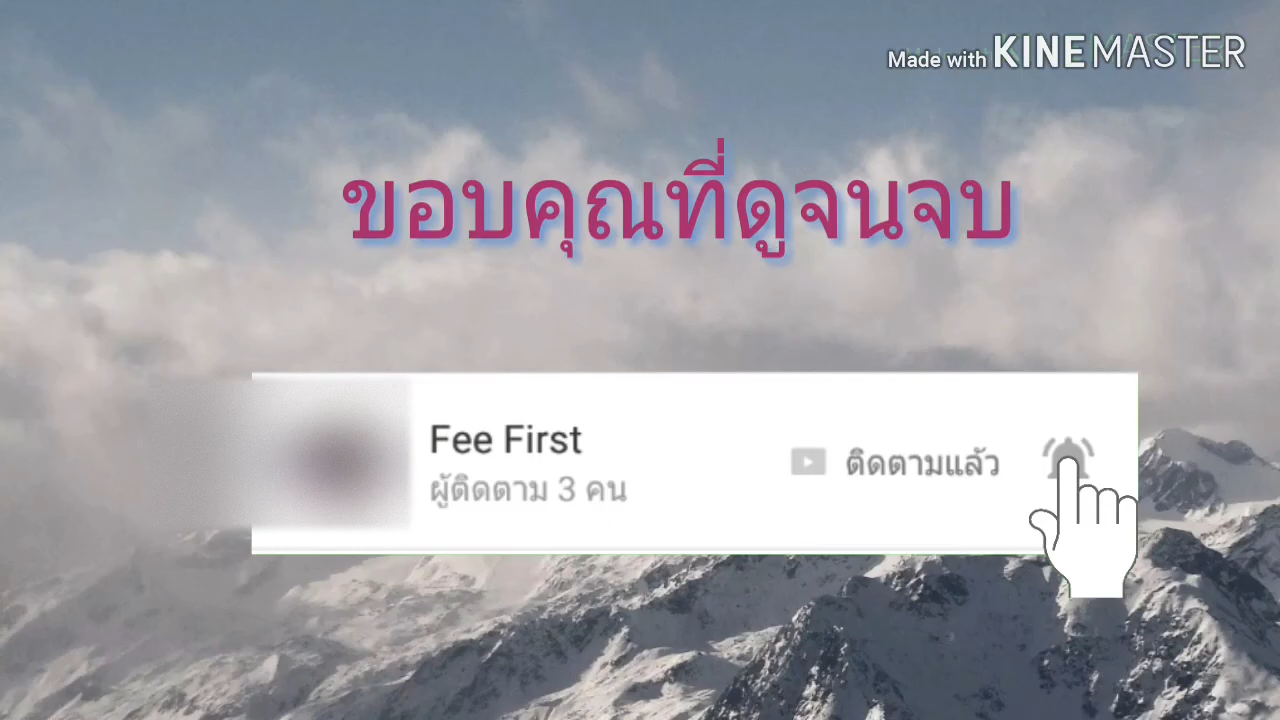 Made with KINEMASTER
ขอบคุณที่ดูจนจบ
Fee First
ติดตามแล้ว
ผู้ติดตาม 3 คน